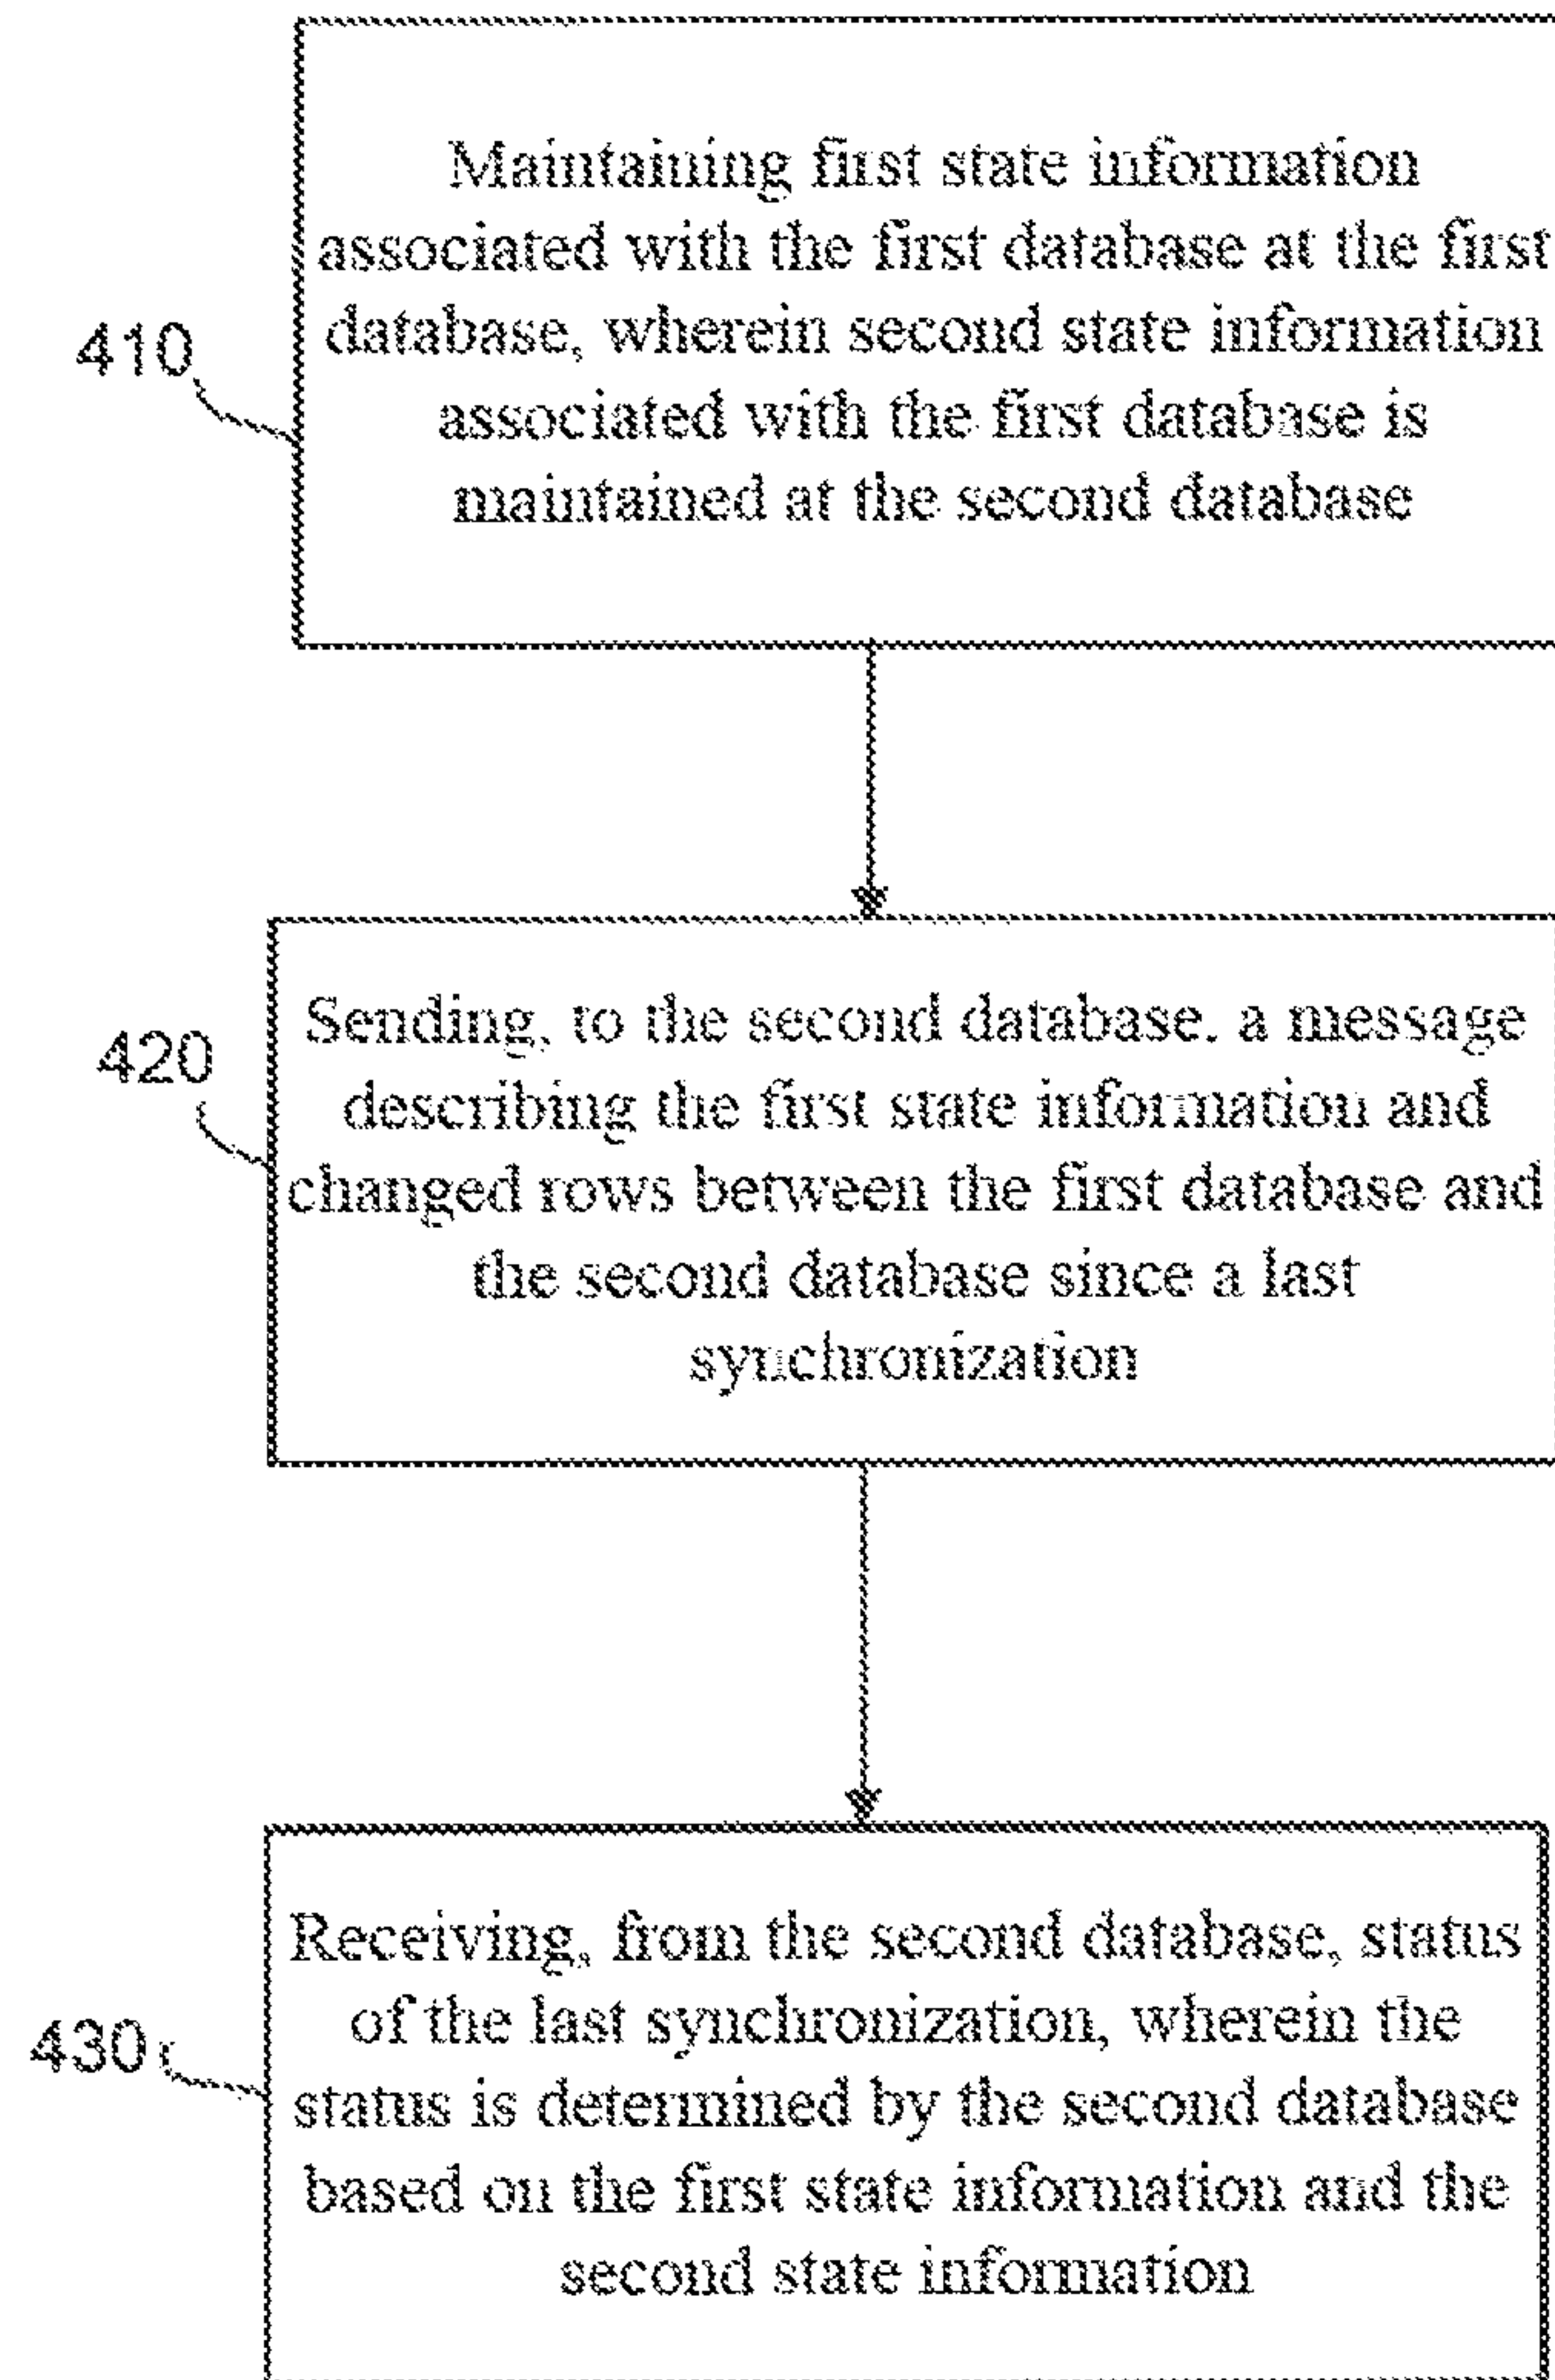 Maintaining first state information
associated with the first database at the first
410
database, wherein second state information
associated with the first database is
maintained at the second database
Sending, to the second database, a message
420
describing the first state information and
changed rows between the first database and
the second database since a last
synchronization
Receiving, from the second database, status
of the last synchronization, wherein the
430
status is determined by the second database
based on the first state information and the
second state information